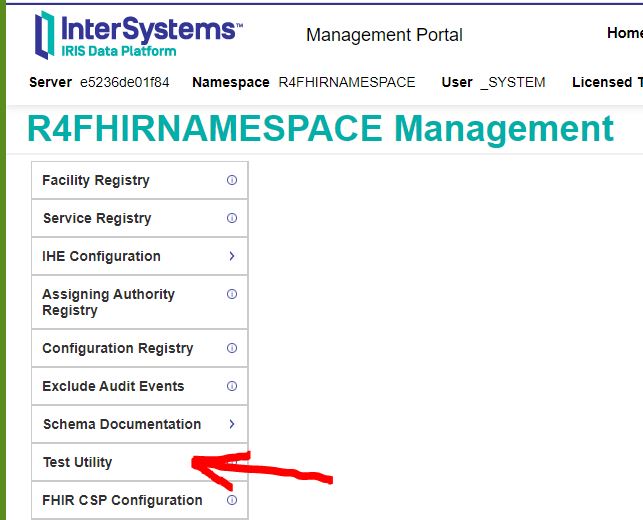 InterSystems™
IRIS Data Platform
Management Portal
Home
Server e5236de01f84 Namespace R4FHIRNAMESPACE User _SYSTEM Licensed T
R4FHIRNAMESPACE Management
Facility Registry
Service Registry
IHE Configuration
Assigning Authority
Registry
Configuration Registry
Exclude Audit Events
Schema Documentation
Test Utility
FHIR CSP Configuration